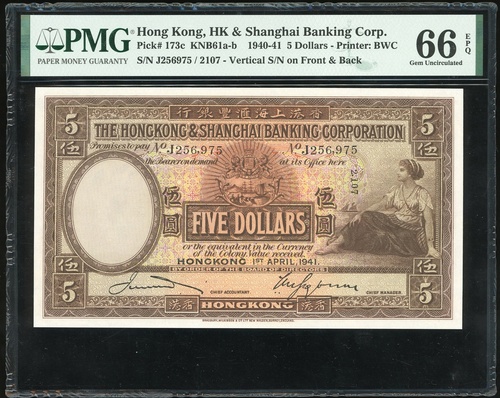 PMG
PAPER MONEY GUARANTY
Hong Kong, HK & Shanghai Banking Corp.
Pick# 173c KNB61a-b 1940-41 5 Dollars - Printer: BWC
S/N J256975 / 2107 - Vertical S/N on Front & Back
66 EPQ
Gem Uncirculated
5 行銀理滙海上港香 5
THE HONGKONG & SHANGHAI BANKING CORPORATION
伍 Promises to pay No J256,975 No J256,975 伍
the Bearer on demand at its Office here
2107
伍圓 伍圓
FIVE DOLLARS
or the equivalent in the Currency
of the Colony, Value received.
HONGKONG 1ST APRIL, 1941.
BY ORDER OF THE BOARD OF DIRECTORS
伍 伍
CHIEF ACCOUNTANT CHIEF MANAGER
5 港香 HONGKONG 港香 5